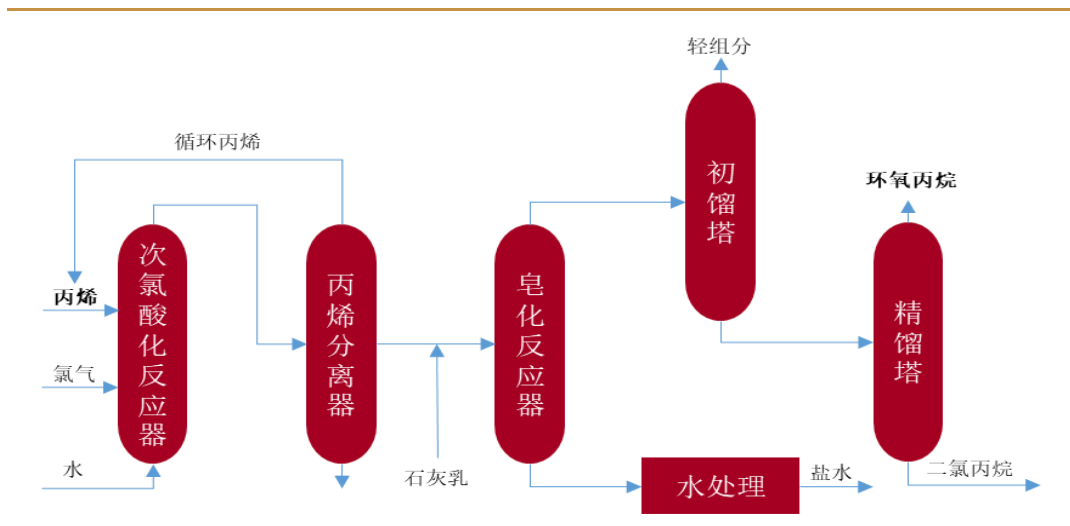 轻组分
循环丙烯
初馏塔
环氧丙烷
次氯酸化反应器
丙烯分离器
皂化反应器
丙烯
精馏塔
氯气
水
石灰乳
水处理
盐水
二氯丙烷